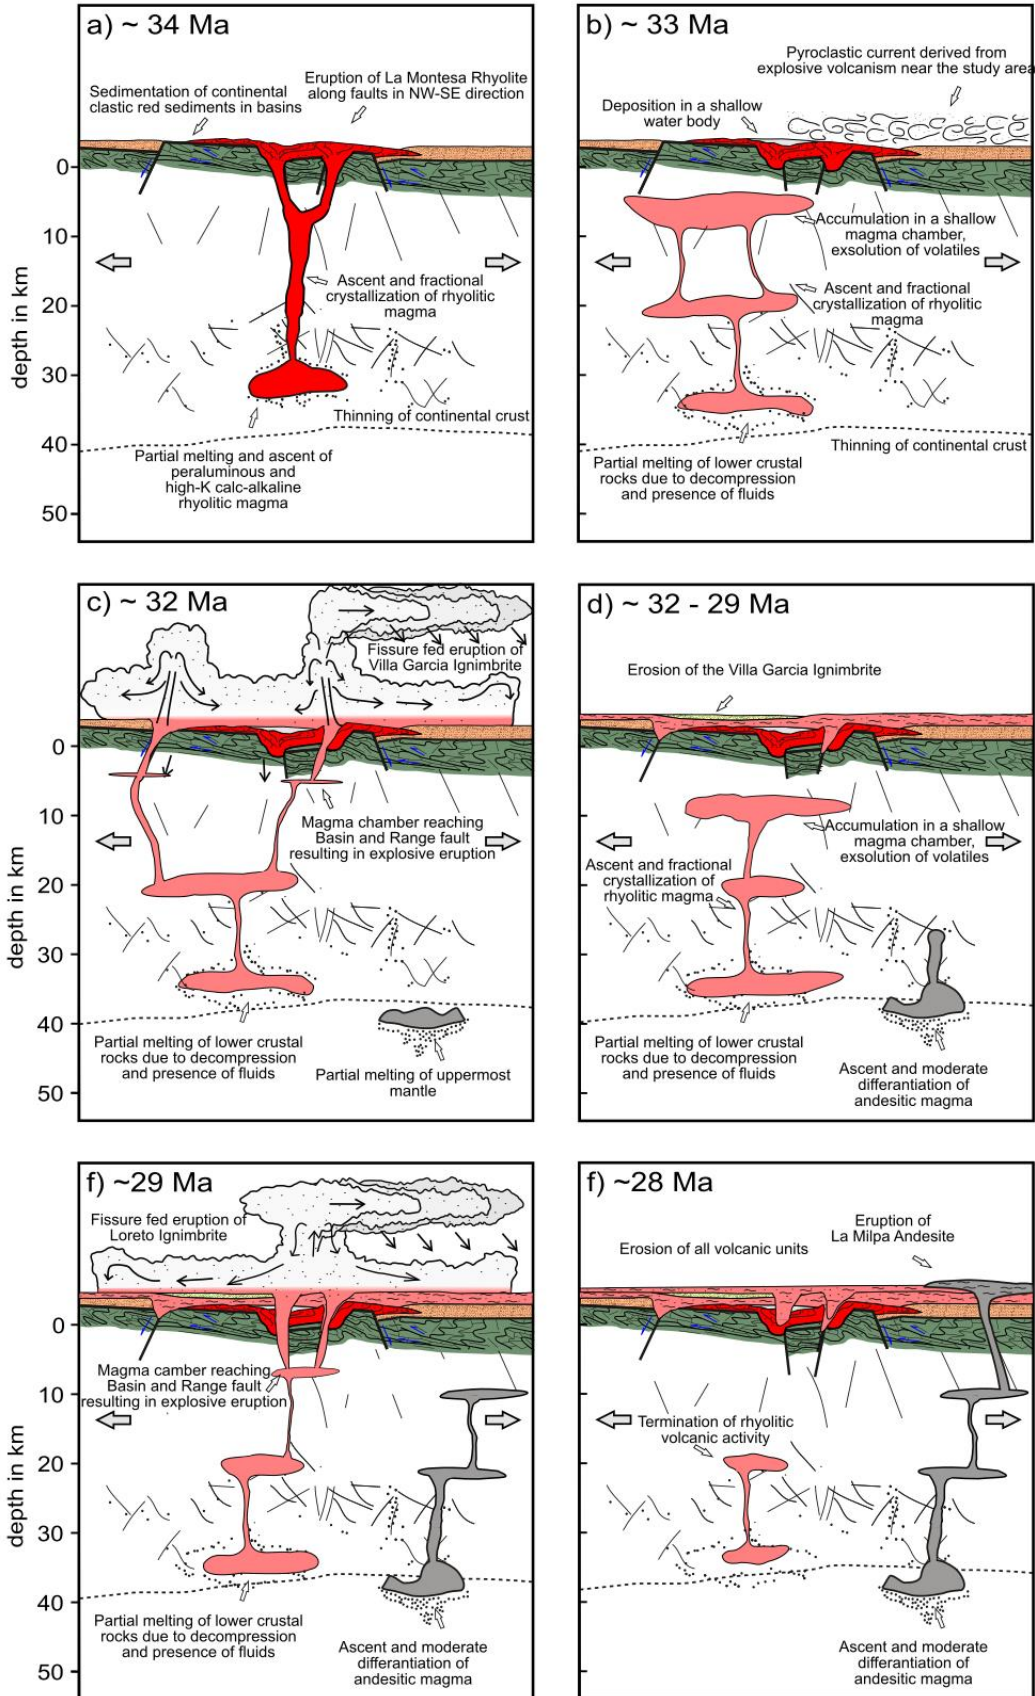 a) ~ 34 Ma
Sedimentation of continental
clastic red sediments in basins
Eruption of La Montesa Rhyolite
along faults in NW-SE direction
0
10
20
30
40
50
depth in km
Ascent and fractional
crystallization of rhyolitic
magma
Thinning of continental crust
Partial melting and ascent of
peraluminous and
high-K calc-alkaline
rhyolitic magma
b) ~ 33 Ma
Pyroclastic current derived from
explosive volcanism near the study area
Deposition in a shallow
water body
Accumulation in a shallow
magma chamber,
exsolution of volatiles
Ascent and fractional
crystallization of rhyolitic
magma
Thinning of continental crust
Partial melting of lower crustal
rocks due to decompression
and presence of fluids
c) ~ 32 Ma
Fissure fed eruption of
Villa Garcia Ignimbrite
0
10
20
30
40
50
depth in km
Magma chamber reaching
Basin and Range fault
resulting in explosive eruption
Partial melting of lower crustal
rocks due to decompression
and presence of fluids
Partial melting of uppermost
mantle
d) ~ 32 - 29 Ma
Erosion of the Villa Garcia Ignimbrite
Accumulation in a shallow
magma chamber,
exsolution of volatiles
Ascent and fractional
crystallization of
rhyolitic magma
Partial melting of lower crustal
rocks due to decompression
and presence of fluids
Ascent and moderate
differantiation of
andesitic magma
f) ~29 Ma
Fissure fed eruption of
Loreto Ignimbrite
0
10
20
30
40
50
depth in km
Magma camber reaching
Basin and Range fault
resulting in explosive eruption
Partial melting of lower crustal
rocks due to decompression
and presence of fluids
Ascent and moderate
differantiation of
andesitic magma
f) ~28 Ma
Eruption of
La Milpa Andesite
Erosion of all volcanic units
Termination of rhyolitic
volcanic activity
Ascent and moderate
differantiation of
andesitic magma